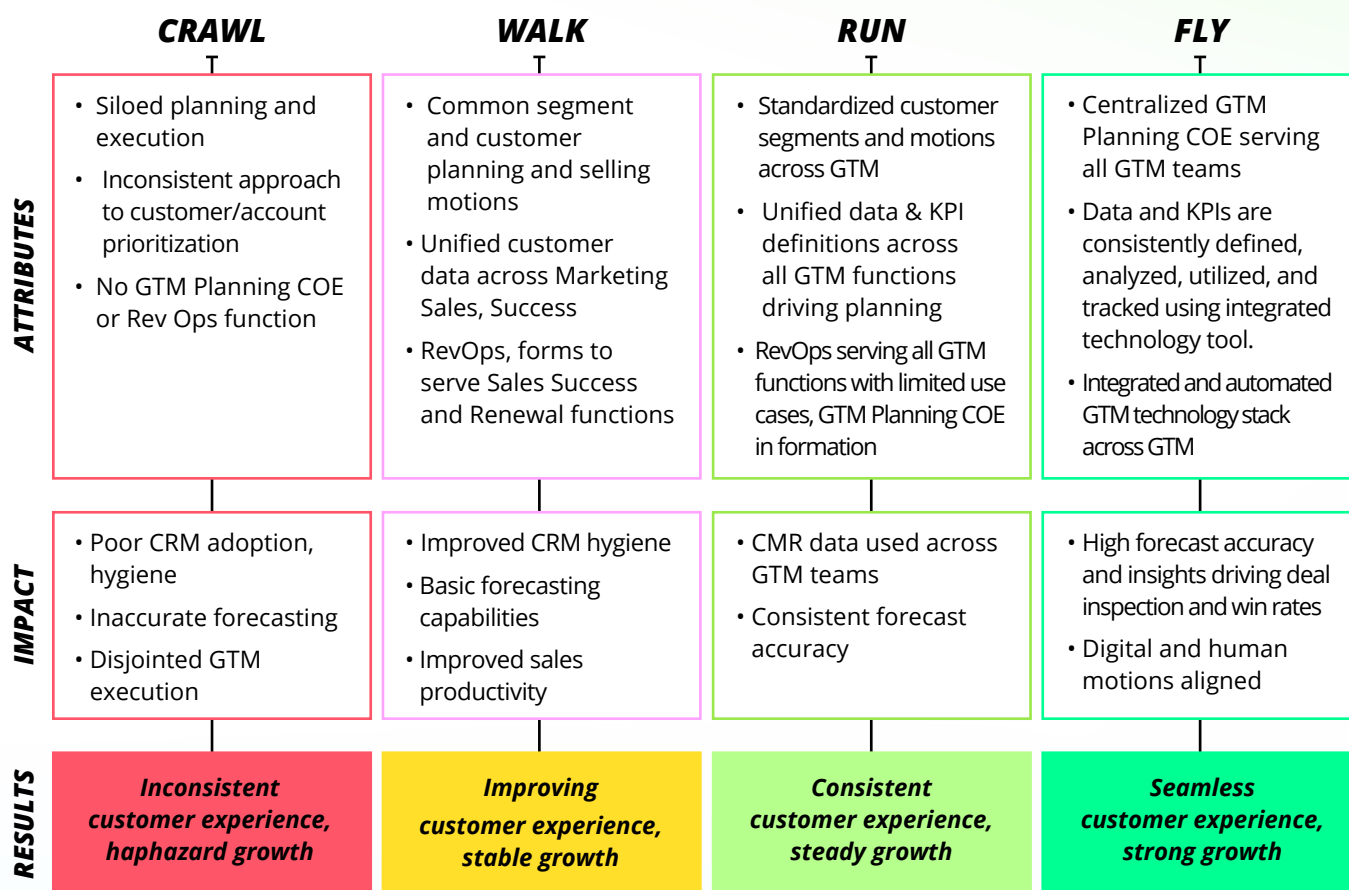 CRAWL
WALK
RUN
FLY
ATTRIBUTES
• Siloed planning and
execution
• Inconsistent approach
to customer/account
prioritization
• No GTM Planning COE
or Rev Ops function
• Common segment
and customer
planning and selling
motions
• Unified customer
data across Marketing
Sales, Success
• RevOps, forms to
serve Sales Success
and Renewal functions
• Standardized customer
segments and motions
across GTM
• Unified data & KPI
definitions across
all GTM functions
driving planning
• RevOps serving all GTM
functions with limited use
cases, GTM Planning COE
in formation
• Centralized GTM
Planning COE serving
all GTM teams
• Data and KPIs are
consistently defined,
analyzed, utilized, and
tracked using integrated
technology tool.
• Integrated and automated
GTM technology stack
across GTM
IMPACT
• Poor CRM adoption,
hygiene
• Inaccurate forecasting
• Disjointed GTM
execution
• Improved CRM hygiene
• Basic forecasting
capabilities
• Improved sales
productivity
• CMR data used across
GTM teams
• Consistent forecast
accuracy
• High forecast accuracy
and insights driving deal
inspection and win rates
• Digital and human
motions aligned
RESULTS
Inconsistent
customer experience,
haphazard growth
Improving
customer experience,
stable growth
Consistent
customer experience,
steady growth
Seamless
customer experience,
strong growth